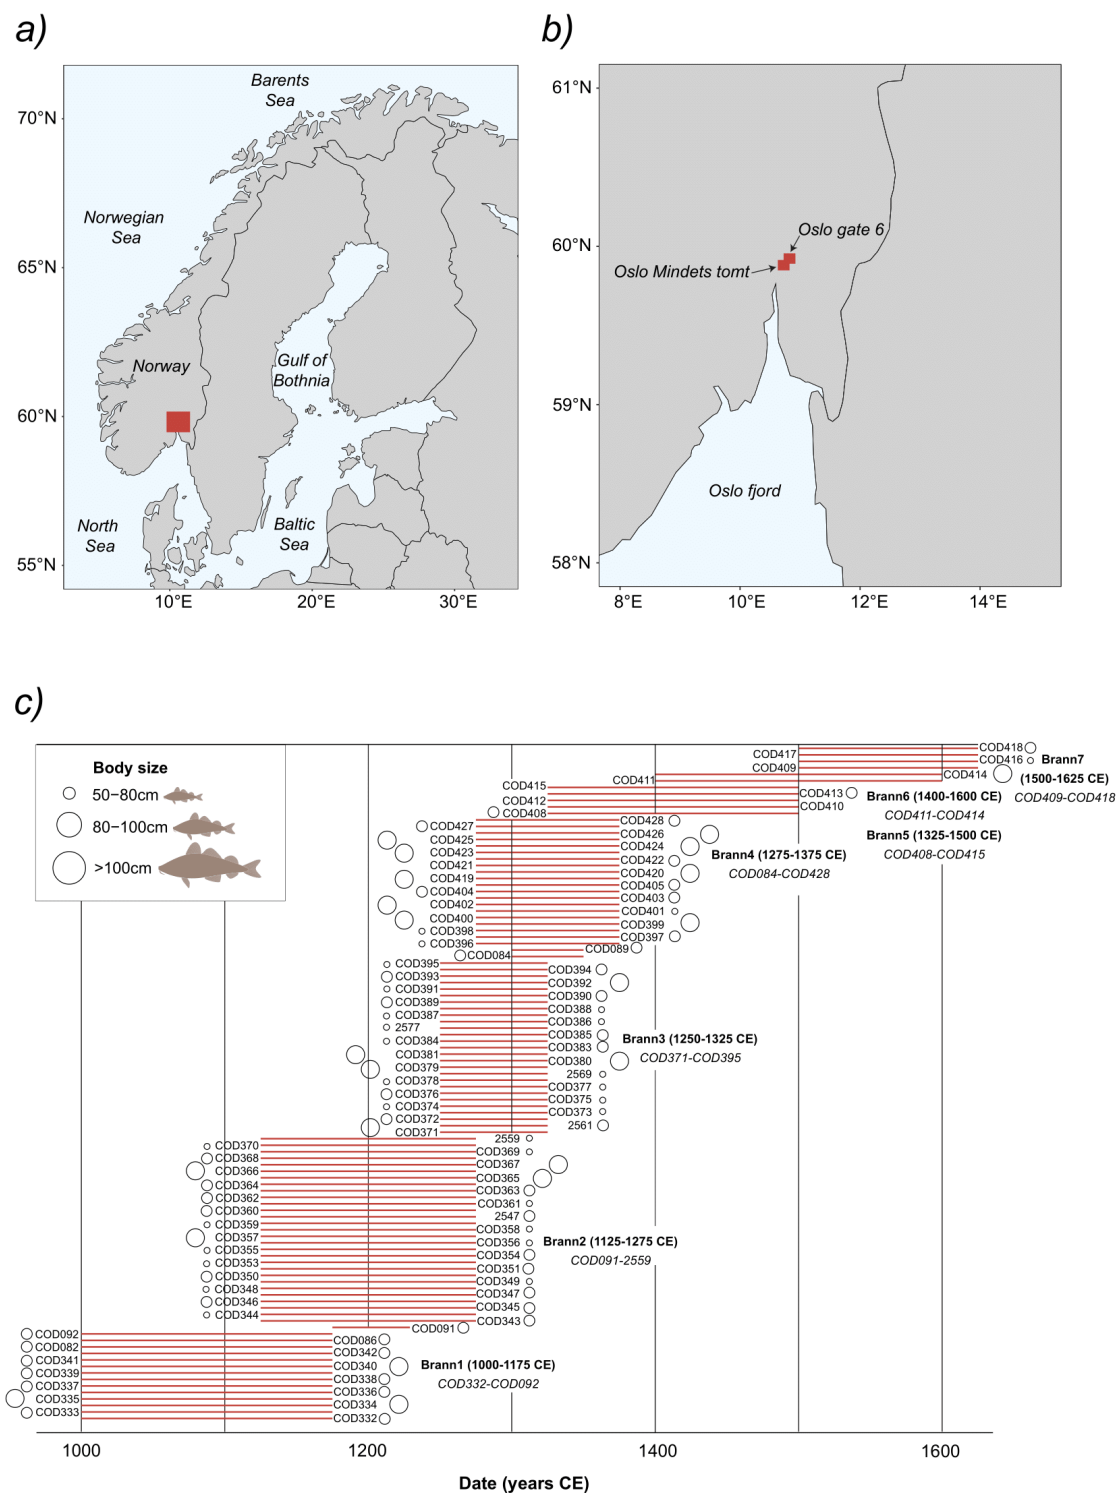 a)
b)
Barents
Sea
70°N
Norwegian
Sea
65°N
Gulf of
Bothnia
Norway
60°N
North
Sea
Baltic
Sea
55°N
10°E
20°E
30°E
61°N
Oslo gate 6
60°N
Oslo Mindets tomt
59°N
Oslo fjord
58°N
8°E
10°E
12°E
14°E
c)
Body size
50–80cm
80–100cm
>100cm
COD418
COD417
COD416
Brann7
COD409
COD414
(1500-1625 CE)
COD411
COD415
COD413
Brann6 (1400-1600 CE)
COD409-COD418
COD412
COD410
COD411-COD414
COD408
COD428
COD427
COD426
Brann5 (1325-1500 CE)
COD425
COD424
COD408-COD415
COD423
COD422
Brann4 (1275-1375 CE)
COD421
COD420
COD084-COD428
COD419
COD405
COD404
COD403
COD402
COD401
COD400
COD399
COD398
COD397
COD396
COD089
COD084
COD395
COD394
COD393
COD392
COD391
COD390
COD389
COD388
COD387
COD386
2577
COD385
Brann3 (1250-1325 CE)
COD384
COD383
COD371-COD395
COD381
COD380
COD379
2569
COD378
COD377
COD376
COD375
COD374
COD373
COD372
2561
COD371
2559
COD370
COD369
COD368
COD367
COD366
COD365
COD364
COD363
COD362
COD361
COD360
2547
COD359
COD358
COD357
COD356
Brann2 (1125-1275 CE)
COD355
COD354
COD091-2559
COD353
COD351
COD350
COD349
COD348
COD347
COD346
COD345
COD344
COD343
COD091
COD092
COD086
COD082
COD342
COD341
COD340
Brann1 (1000-1175 CE)
COD339
COD338
COD332-COD092
COD337
COD336
COD335
COD334
COD333
COD332
1000
1200
1400
1600
Date (years CE)